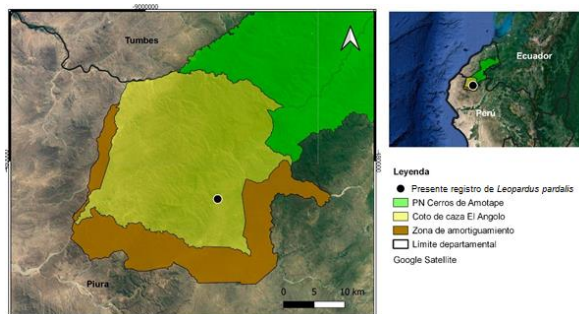 -9000000
Tumbes
Piura
0 5 10 km
Ecuador
Perú
Leyenda
Presente registro de Leopardus pardalis
PN Cerros de Amotape
Coto de caza El Angolo
Zona de amortiguamiento
Límite departamental
Google Satellite